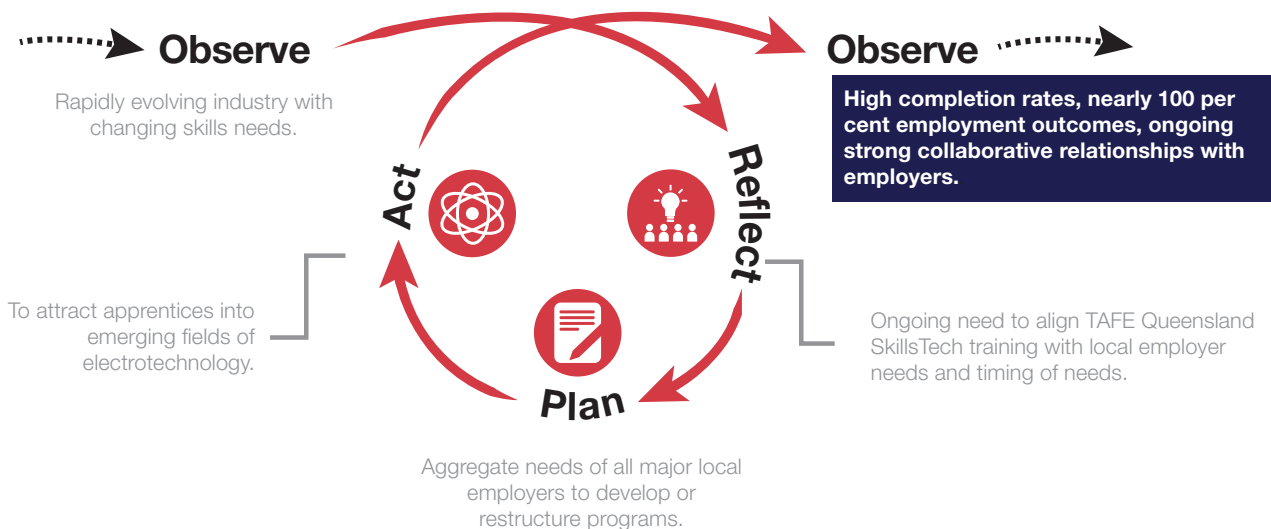 Observe
Rapidly evolving industry with
changing skills needs.
Observe
High completion rates, nearly 100 per
cent employment outcomes, ongoing
strong collaborative relationships with
employers.
Reflect
Ongoing need to align TAFE Queensland
SkillsTech training with local employer
needs and timing of needs.
Plan
Aggregate needs of all major local
employers to develop or
restructure programs.
Act
To attract apprentices into
emerging fields of
electrotechnology.